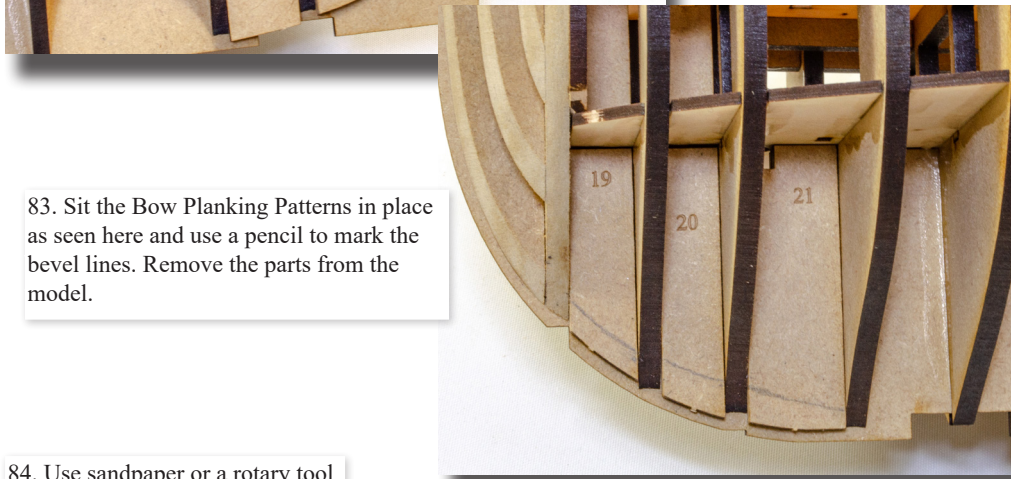 83. Sit the Bow Planking Patterns in place
as seen here and use a pencil to mark the
bevel lines. Remove the parts from the
model.
19
20
21
84. Use sandpaper or a rotary tool